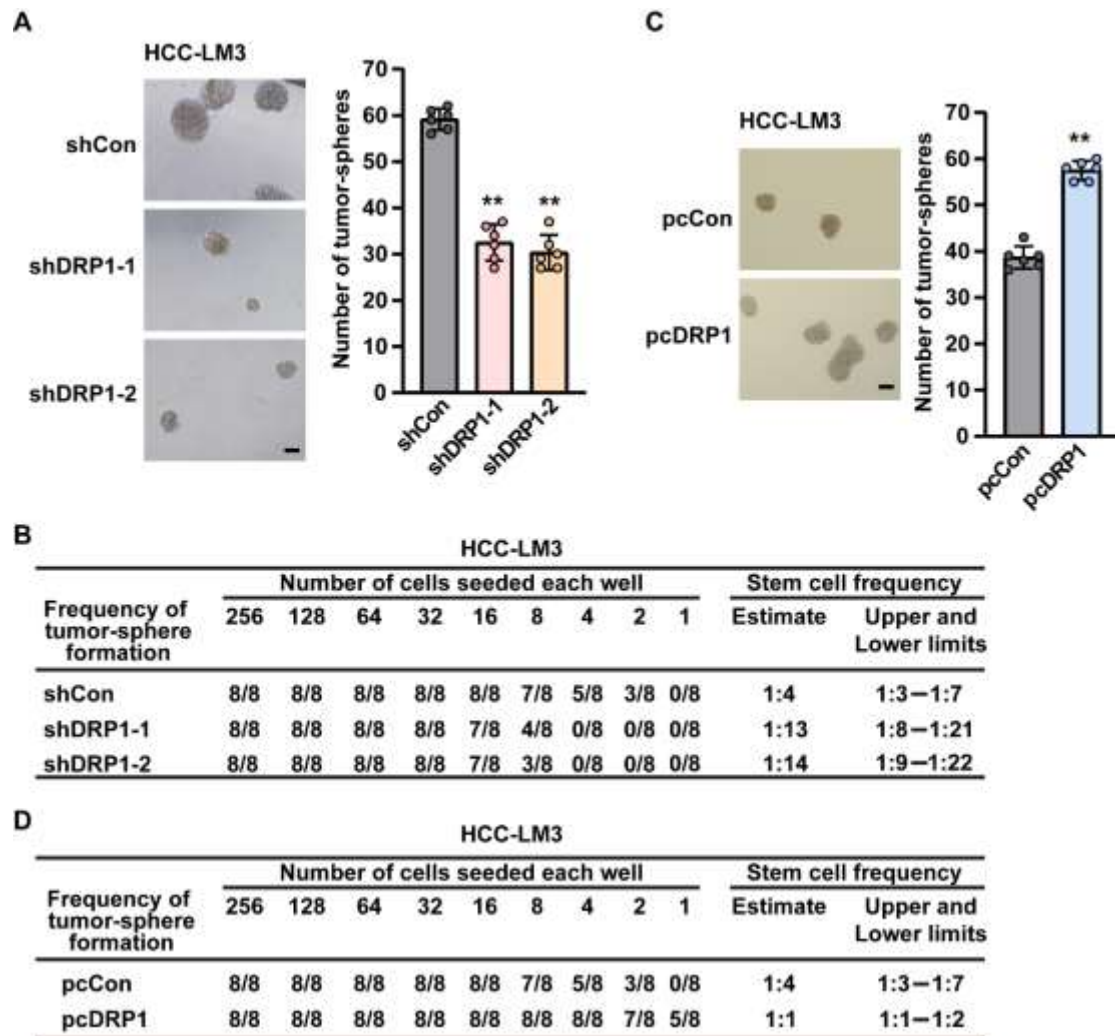 A
HCC-LM3
shCon
shDRP1-1
shDRP1-2
Number of tumor-spheres
70
60
50
40
30
20
10
0
** **
shCon
shDRP1-1
shDRP1-2
C
HCC-LM3
pcCon
pcDRP1
Number of tumor-spheres
70
60
50
40
30
20
10
0
**
pcCon
pcDRP1
B
HCC-LM3
Number of cells seeded each well Stem cell frequency
Frequency of tumor-sphere formation 256 128 64 32 16 8 4 2 1 Estimate Upper and Lower limits
shCon 8/8 8/8 8/8 8/8 8/8 7/8 5/8 3/8 0/8 1:4 1:3–1:7
shDRP1-1 8/8 8/8 8/8 8/8 7/8 4/8 0/8 0/8 0/8 1:13 1:8–1:21
shDRP1-2 8/8 8/8 8/8 8/8 7/8 3/8 0/8 0/8 0/8 1:14 1:9–1:22
D
HCC-LM3
Number of cells seeded each well Stem cell frequency
Frequency of tumor-sphere formation 256 128 64 32 16 8 4 2 1 Estimate Upper and Lower limits
pcCon 8/8 8/8 8/8 8/8 8/8 7/8 5/8 3/8 0/8 1:4 1:3–1:7
pcDRP1 8/8 8/8 8/8 8/8 8/8 8/8 8/8 7/8 5/8 1:1 1:1–1:2